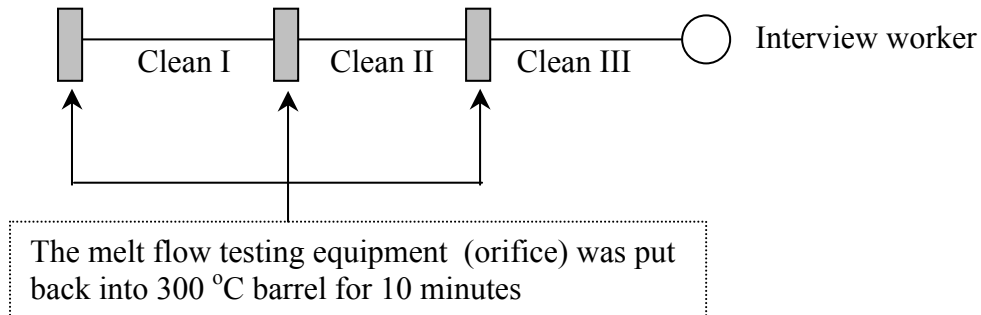 Interview worker
Clean I
Clean II
Clean III
The melt flow testing equipment (orifice) was put
back into 300 °C barrel for 10 minutes